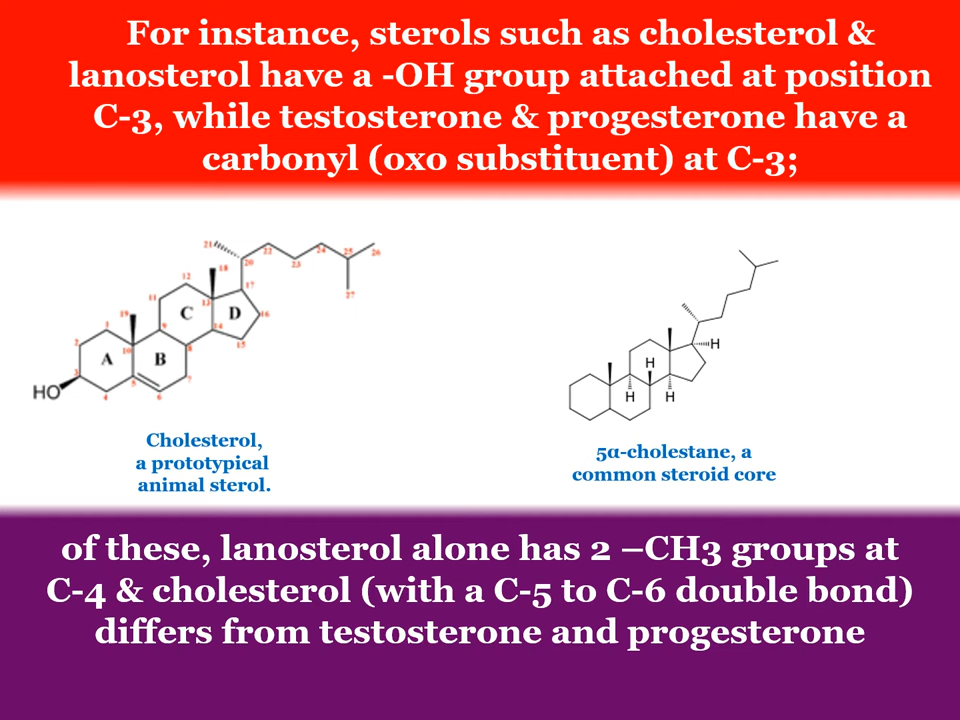 For instance, sterols such as cholesterol &
lanosterol have a -OH group attached at position
C-3, while testosterone & progesterone have a
carbonyl (oxo substituent) at C-3;
21
22
24
25
26
18
20
23
12
17
27
11
19
13
C
D
16
1
9
14
2
10
8
15
A
B
3
5
7
HO
4
6
H
H
H
H
Cholesterol,
a prototypical
animal sterol.
5α-cholestane, a
common steroid core
of these, lanosterol alone has 2 –CH3 groups at
C-4 & cholesterol (with a C-5 to C-6 double bond)
differs from testosterone and progesterone